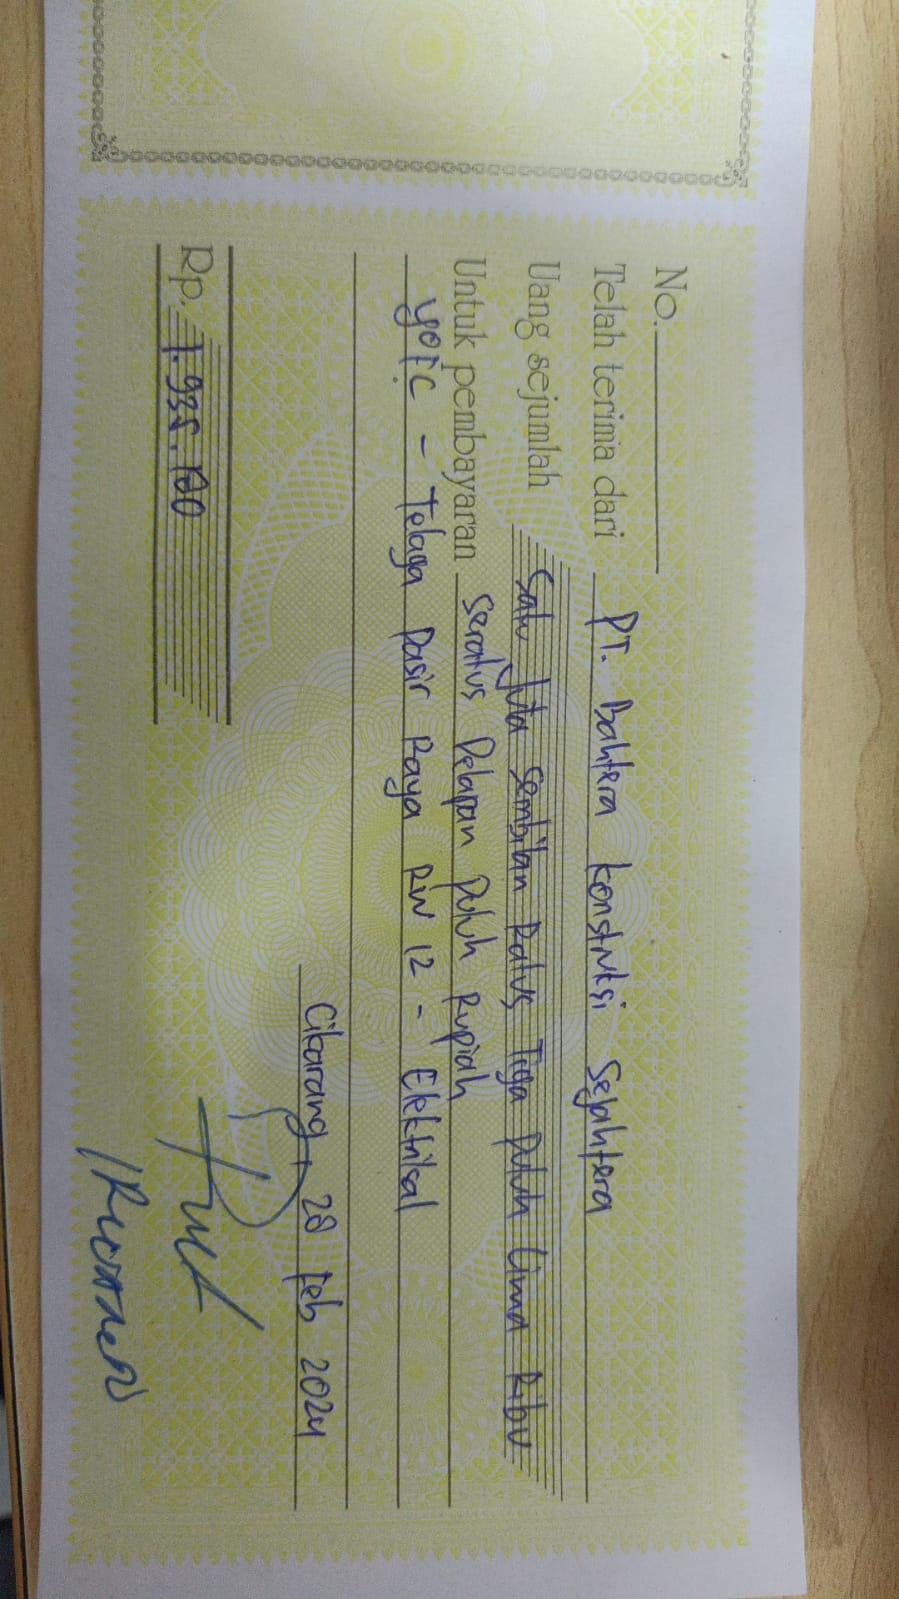 No.
Telah terima dari PT. Bahtera Konstruksi Sejahtera
Uang sejumlah Satu Juta Sembilan Ratus Tiga Puluh Lima Ribu
Untuk pembayaran Seratus Delapan Puluh Rupiah
- Telaga Pasir Raya RW 12 - Elektrikal
Cikarang, 28 Feb 2024
Rp. 1.935.180